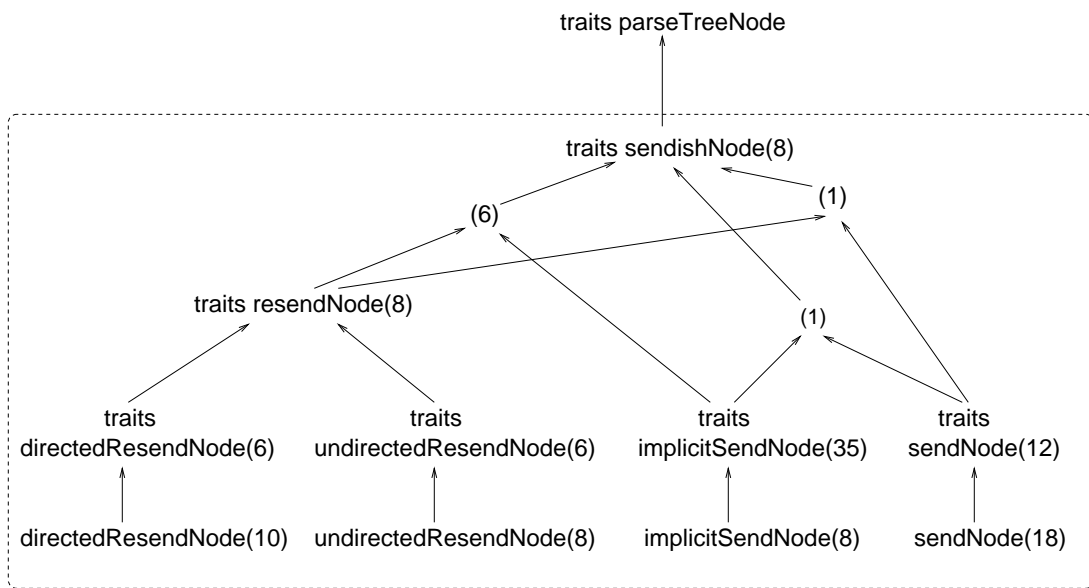 traits parseTreeNode
traits sendishNode(8)
(1)
(6)
traits resendNode(8)
(1)
traits
directedResendNode(6)
traits
undirectedResendNode(6)
traits
implicitSendNode(35)
traits
sendNode(12)
directedResendNode(10)
undirectedResendNode(8)
implicitSendNode(8)
sendNode(18)